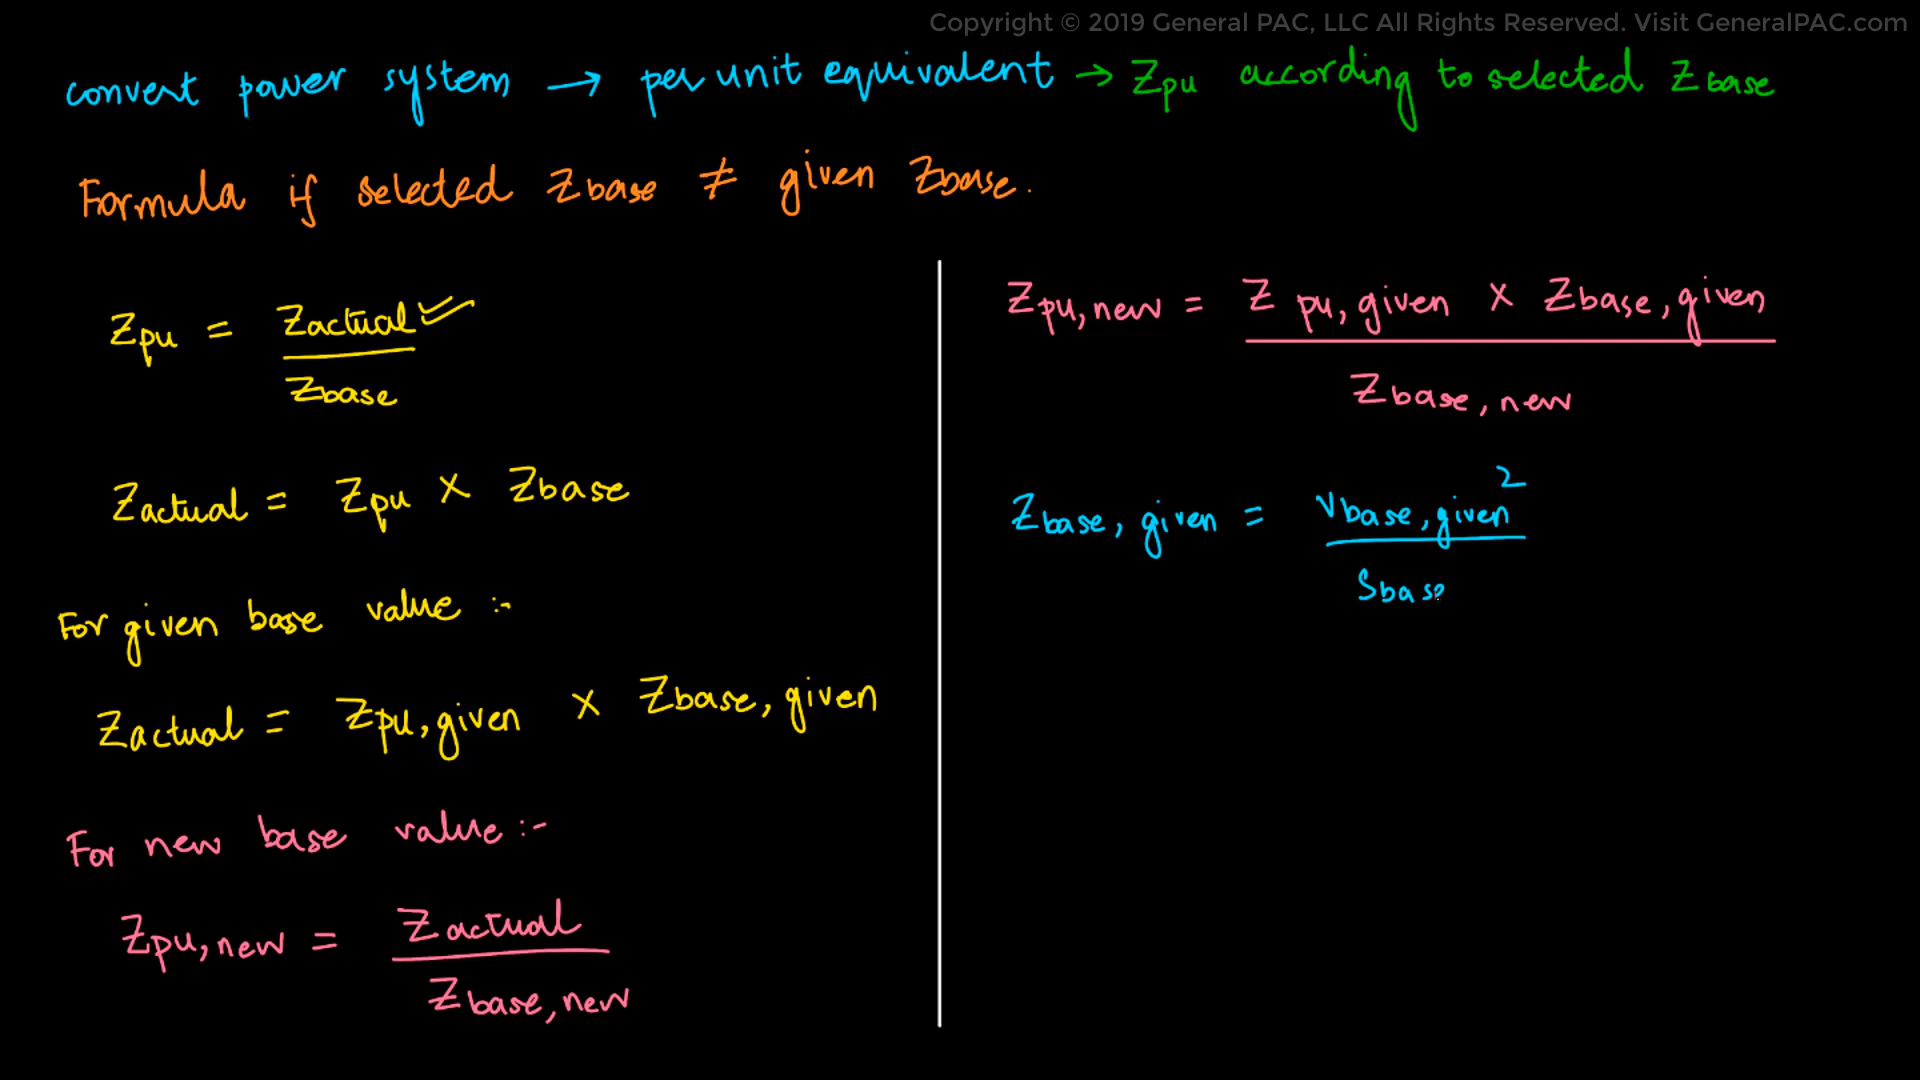 Copyright © 2019 General PAC, LLC All Rights Reserved. Visit GeneralPAC.com
convert power system → per unit equivalent → Zpu according to selected Zbase
Formula if selected Zbase ≠ given Zbase.
Zpu = Zactual ✓
Zbase
Zactual = Zpu × Zbase
For given base value :-
Zactual = Zpu, given × Zbase, given
For new base value :-
Zpu, new = Zactual
Zbase, new
Zpu, new = Z pu, given × Zbase, given
Zbase, new
Zbase, given = Vbase, given²
Sbase